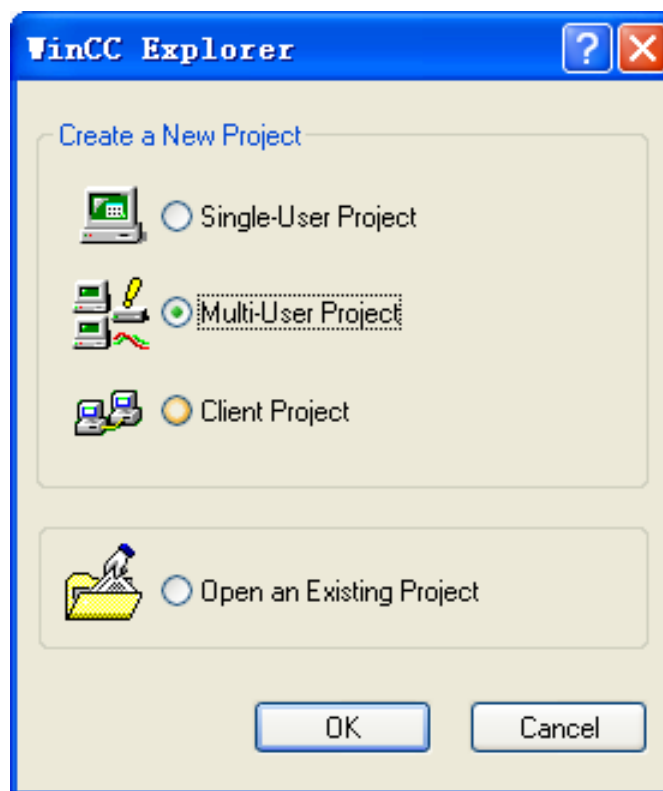 WinCC Explorer
Create a New Project
Single-User Project
Multi-User Project
Client Project
Open an Existing Project
OK
Cancel